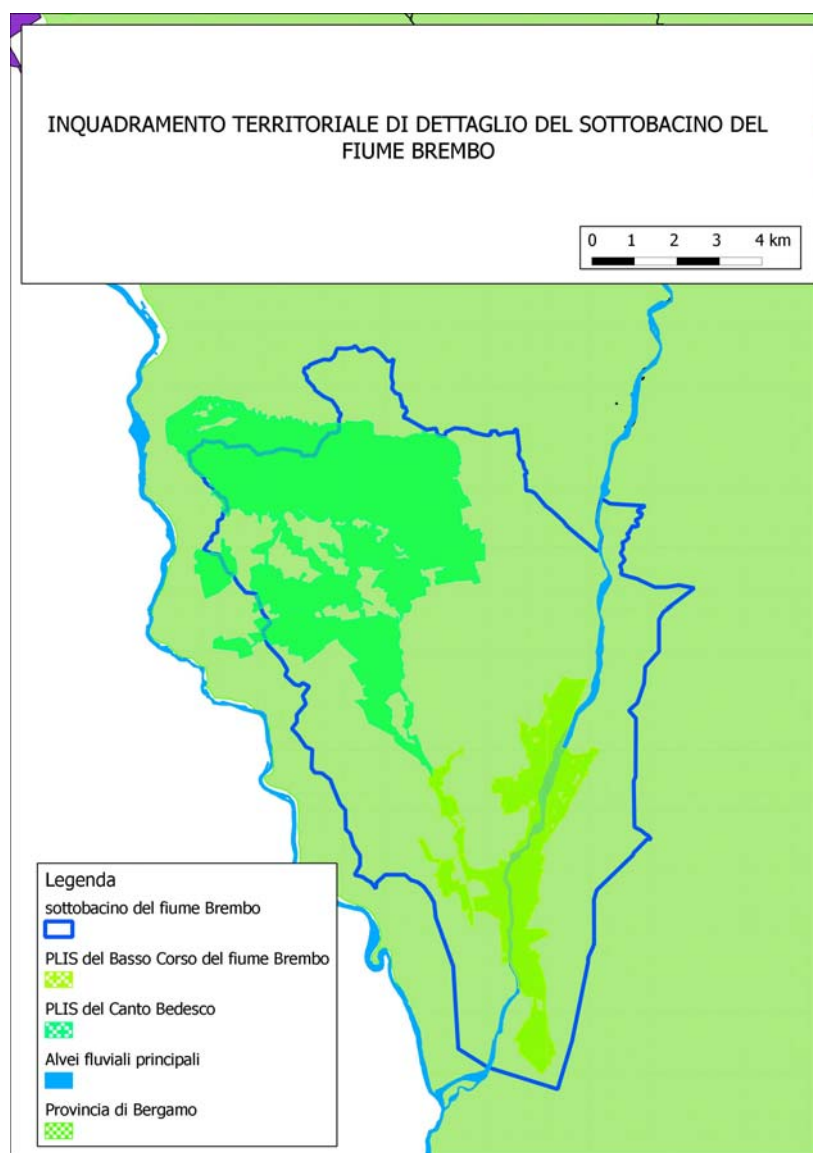 INQUADRAMENTO TERRITORIALE DI DETTAGLIO DEL SOTTOBACINO DEL
FIUME BREMBO
0 1 2 3 4 km
Legenda
sottobacino del fiume Brembo
PLIS del Basso Corso del fiume Brembo
PLIS del Canto Bedesco
Alvei fluviali principali
Provincia di Bergamo